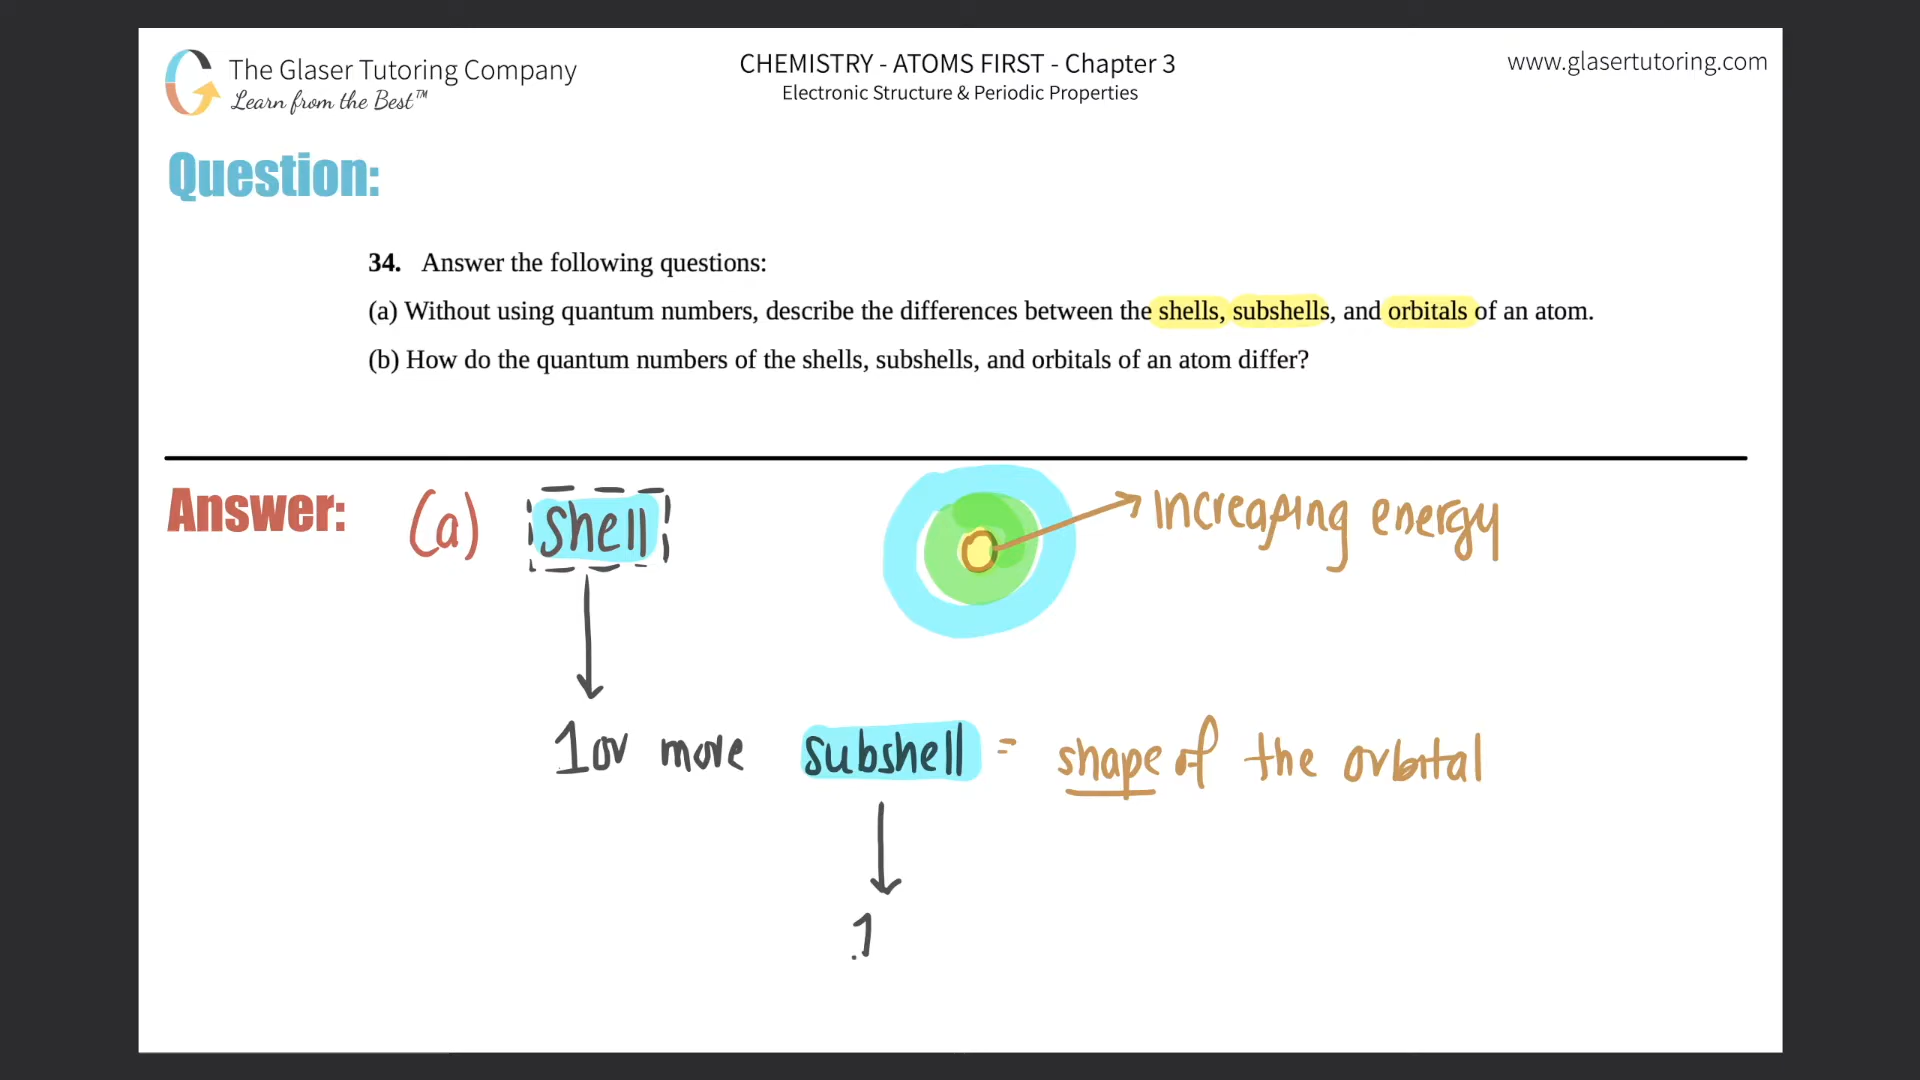 The Glaser Tutoring Company
Learn from the Best™
CHEMISTRY - ATOMS FIRST - Chapter 3
Electronic Structure & Periodic Properties
www.glasertutoring.com
Question:
34. Answer the following questions:
(a) Without using quantum numbers, describe the differences between the shells, subshells, and orbitals of an atom.
(b) How do the quantum numbers of the shells, subshells, and orbitals of an atom differ?
Answer: (a) shell
increasing energy
1 or more subshell = shape of the orbital
1